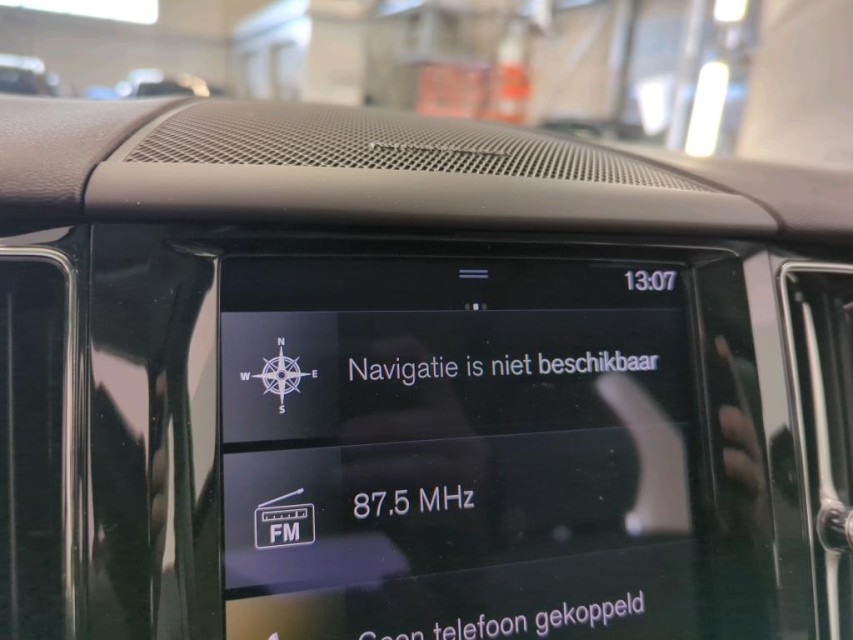 13:07
N
W E
S
Navigatie is niet beschikbaar
FM
87.5 MHz
Geen telefoon gekoppeld